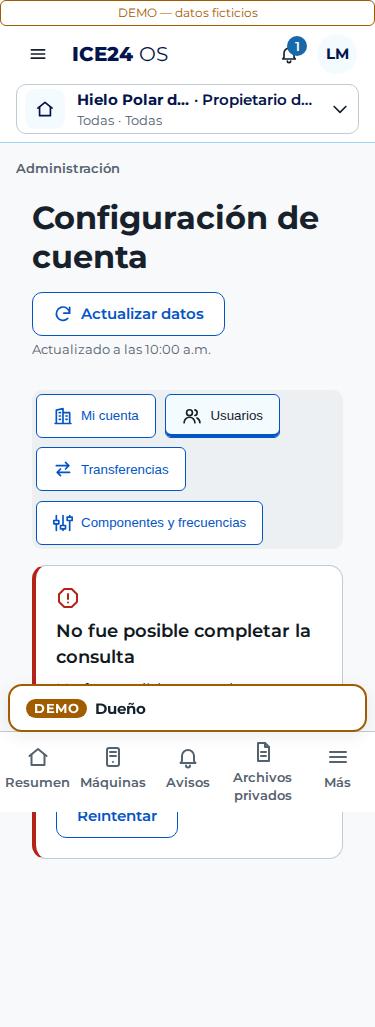 DEMO — datos ficticios
ICE24 OS
1
LM
Hielo Polar d... · Propietario d...
Todas · Todas
Administración
Configuración de
cuenta
Actualizar datos
Actualizado a las 10:00 a.m.
Mi cuenta
Usuarios
Transferencias
Componentes y frecuencias
No fue posible completar la
consulta
DEMO Dueño
Resumen
Máquinas
Avisos
Archivos
privados
Más
Reintentar